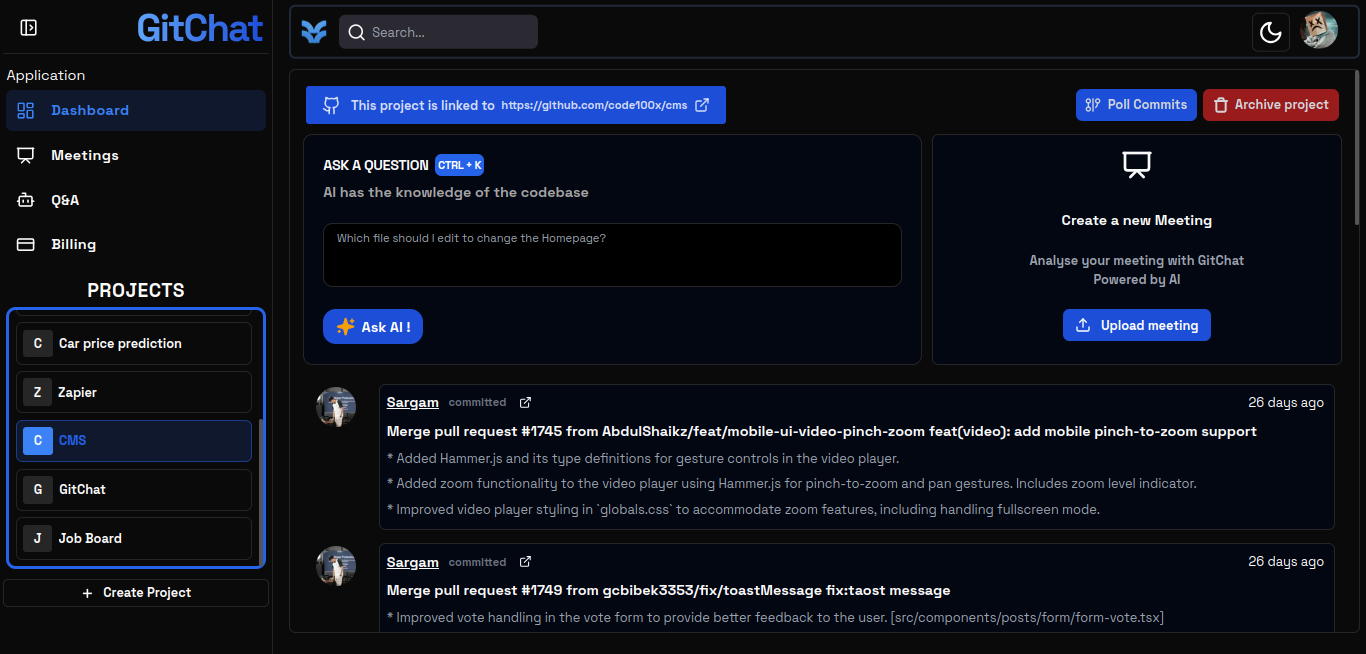 GitChat
Application
Dashboard
Meetings
Q&A
Billing
PROJECTS
C Car price prediction
Z Zapier
C CMS
G GitChat
J Job Board
+ Create Project
Search...
This project is linked to https://github.com/code100x/cms
Poll Commits
Archive project
ASK A QUESTION CTRL + K
AI has the knowledge of the codebase
Which file should I edit to change the Homepage?
Ask AI !
Create a new Meeting
Analyse your meeting with GitChat
Powered by AI
Upload meeting
Sargam committed 26 days ago
Merge pull request #1745 from AbdulShaikz/feat/mobile-ui-video-pinch-zoom feat(video): add mobile pinch-to-zoom support
* Added Hammer.js and its type definitions for gesture controls in the video player.
* Added zoom functionality to the video player using Hammer.js for pinch-to-zoom and pan gestures. Includes zoom level indicator.
* Improved video player styling in `globals.css` to accommodate zoom features, including handling fullscreen mode.
Sargam committed 26 days ago
Merge pull request #1749 from gcbibek3353/fix/toastMessage fix:taost message
* Improved vote handling in the vote form to provide better feedback to the user. [src/components/posts/form/form-vote.tsx]